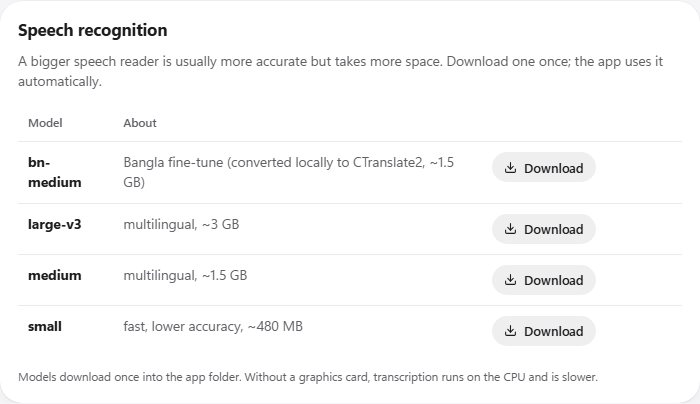 Speech recognition
A bigger speech reader is usually more accurate but takes more space. Download one once; the app uses it
automatically.
Model About
bn-
medium
Bangla fine-tune (converted locally to CTranslate2, ~1.5
GB)
Download
large-v3 multilingual, ~3 GB Download
medium multilingual, ~1.5 GB Download
small fast, lower accuracy, ~480 MB Download
Models download once into the app folder. Without a graphics card, transcription runs on the CPU and is slower.